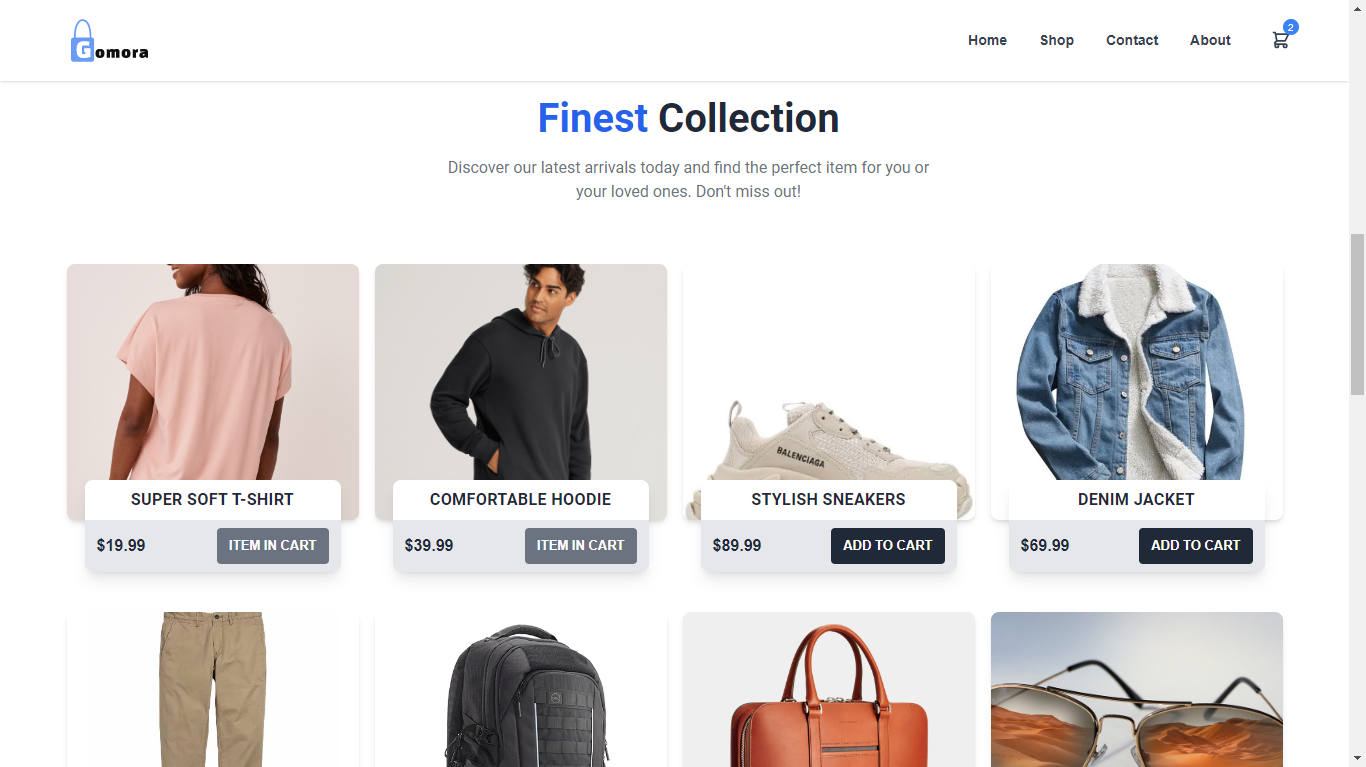 Gomora
Home Shop Contact About 2
Finest Collection
Discover our latest arrivals today and find the perfect item for you or
your loved ones. Don't miss out!
BALENCIAGA
SUPER SOFT T-SHIRT
$19.99 ITEM IN CART
COMFORTABLE HOODIE
$39.99 ITEM IN CART
STYLISH SNEAKERS
$89.99 ADD TO CART
DENIM JACKET
$69.99 ADD TO CART